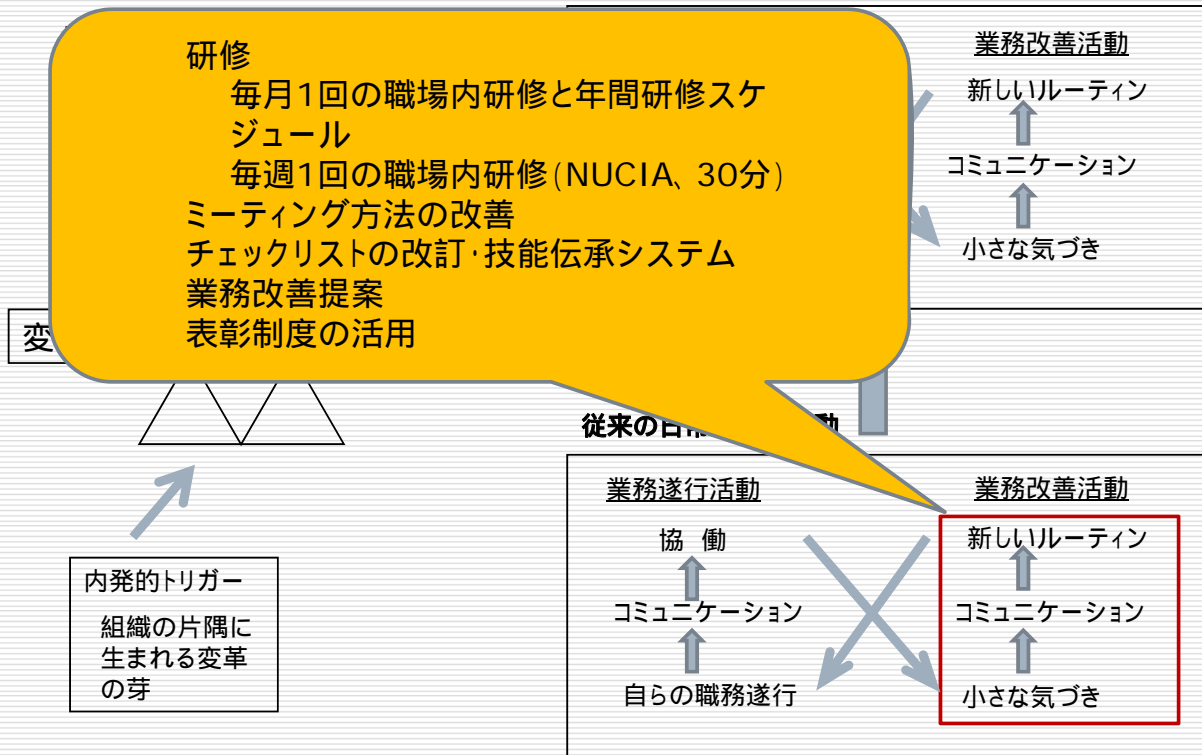 研修
毎月1回の職場内研修と年間研修スケ
ジュール
毎週1回の職場内研修(NUCIA、30分)
ミーティング方法の改善
チェックリストの改訂・技能伝承システム
業務改善提案
表彰制度の活用
業務改善活動
新しいルーティン
コミュニケーション
小さな気づき
変
従来の日常
動
内発的トリガー
組織の片隅に
生まれる変革
の芽
業務遂行活動
協 働
コミュニケーション
自らの職務遂行
業務改善活動
新しいルーティン
コミュニケーション
小さな気づき